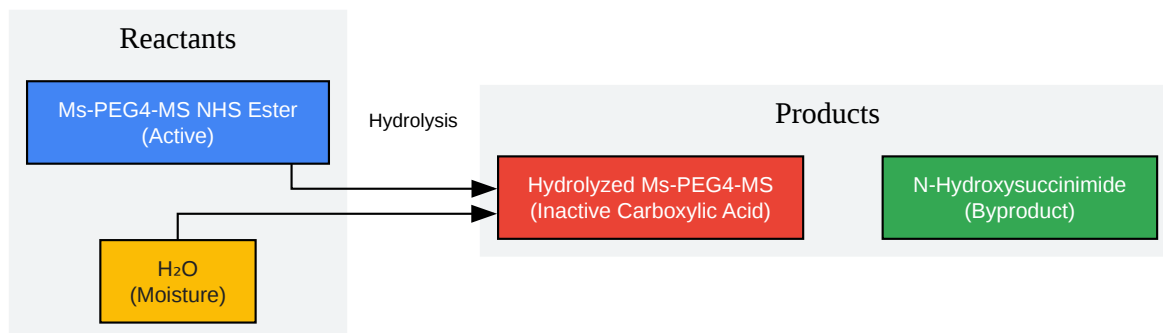 Reactants
Ms-PEG4-MS NHS Ester
(Active)
H₂O
(Moisture)
Hydrolysis
Products
Hydrolyzed Ms-PEG4-MS
(Inactive Carboxylic Acid)
N-Hydroxysuccinimide
(Byproduct)